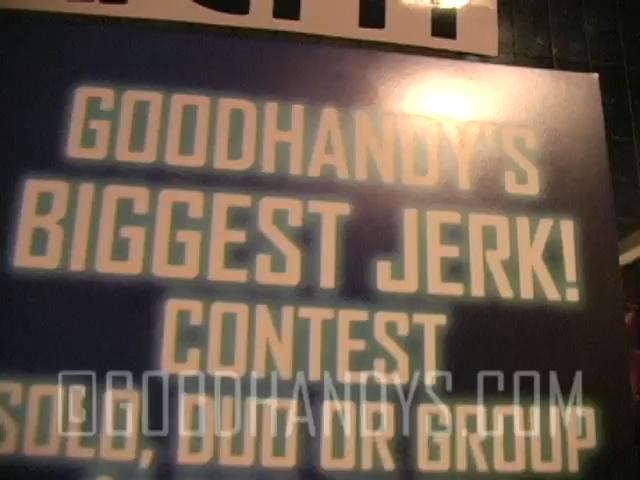 GOODHANDY'S
BIGGEST JERK!
CONTEST
SOLO, DUO OR GROUP
©GOODHANDYS.COM